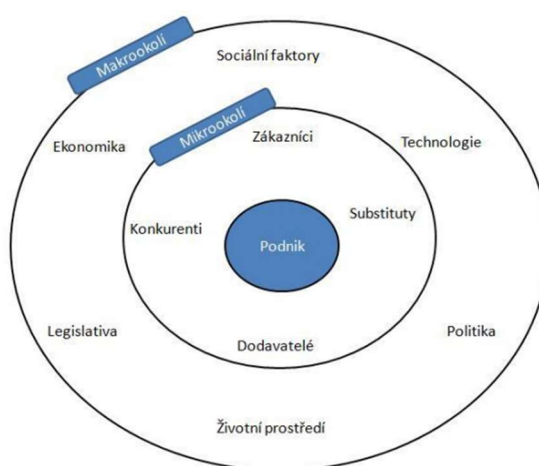 Makrookolí
Sociální faktory
Mikrookolí
Ekonomika
Zákazníci
Technologie
Konkurenti
Substituty
Podnik
Legislativa
Dodavatelé
Politika
Životní prostředí